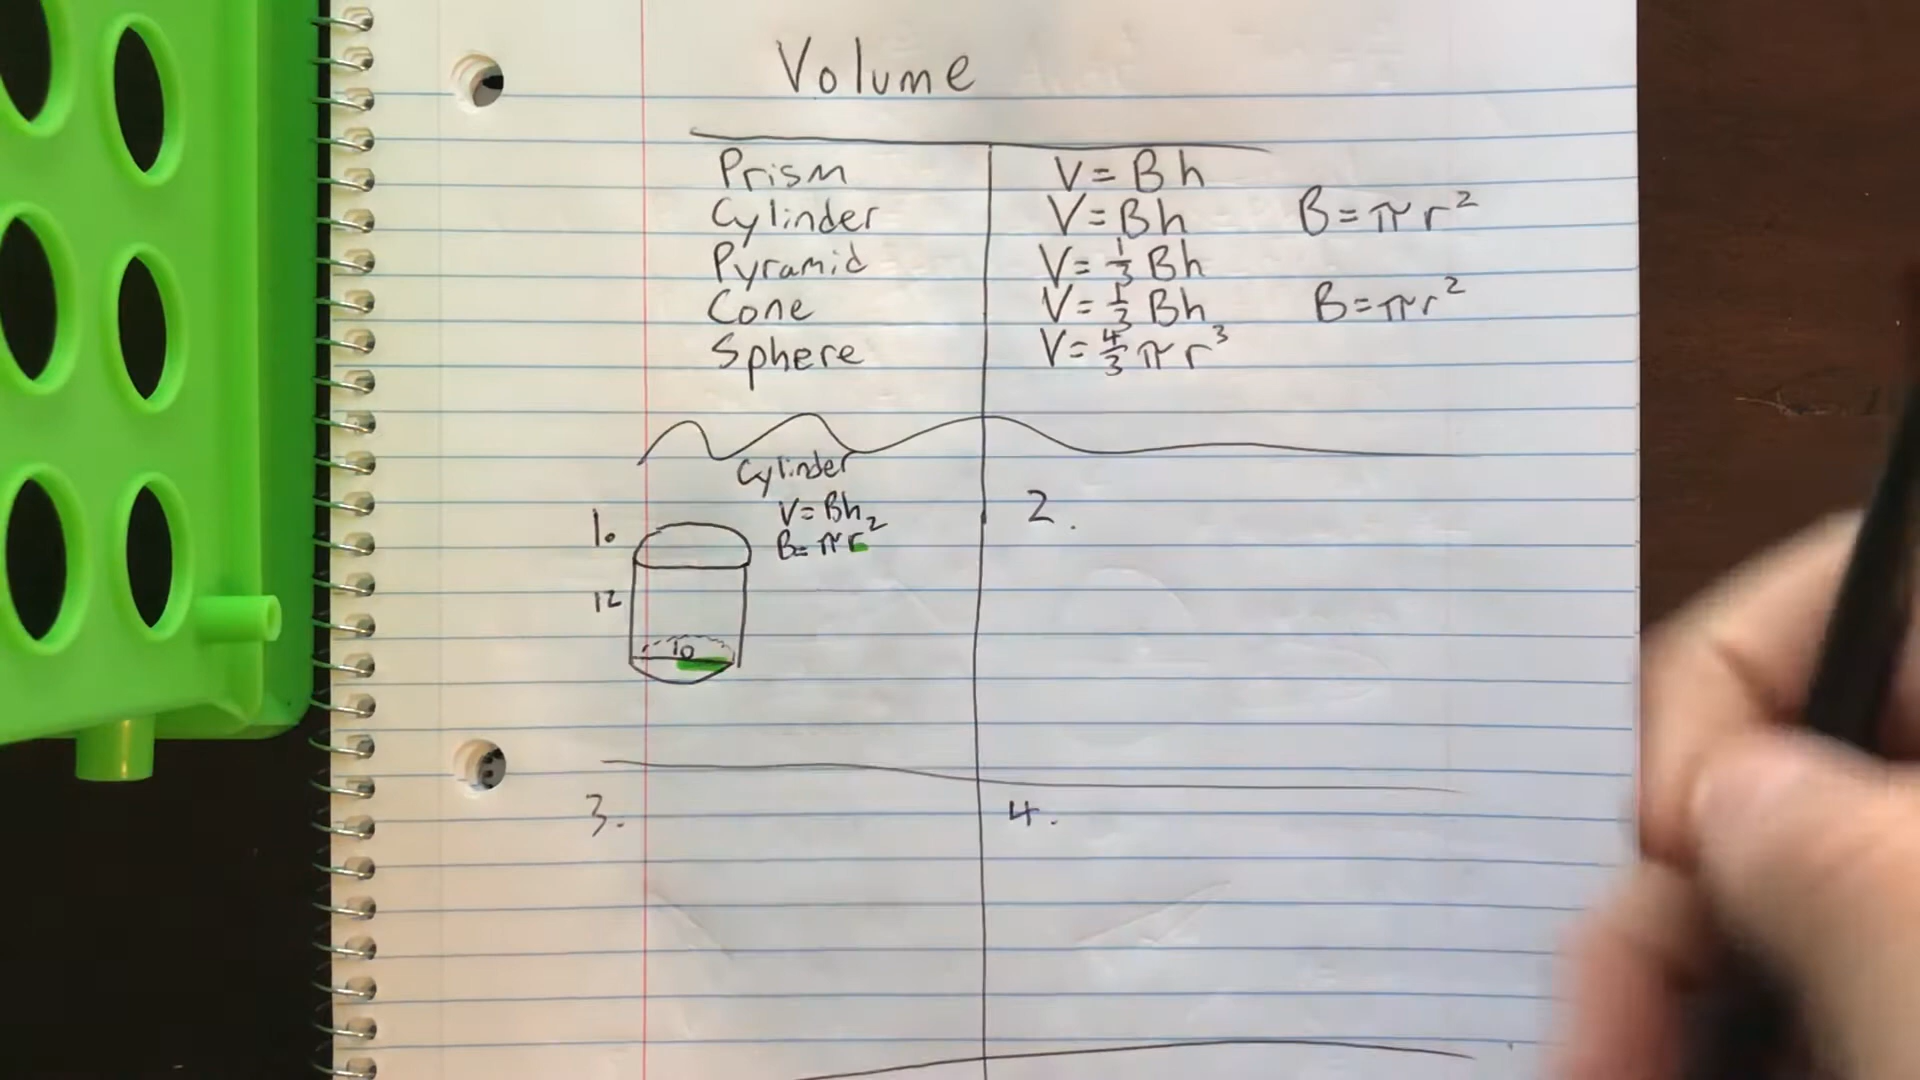 Volume
Prism V = Bh
Cylinder V = Bh B = πr²
Pyramid V = 1/3 Bh
Cone V = 1/3 Bh B = πr²
Sphere V = 4/3 πr³
Cylinder
V = Bh
1. B = πr²
12
10
2.
3.
4.